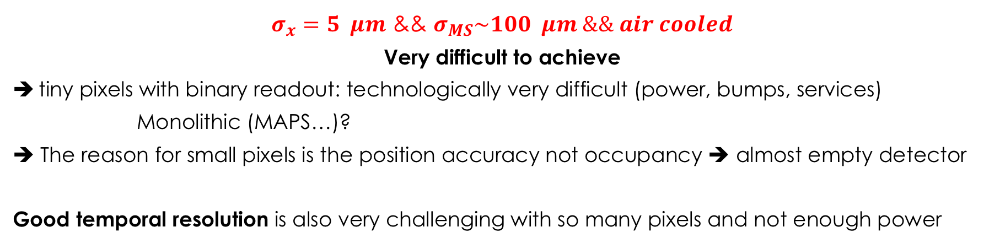 σx = 5 μm && σMS~100 μm && air cooled
Very difficult to achieve
➔ tiny pixels with binary readout: technologically very difficult (power, bumps, services)
Monolithic (MAPS…)?
➔ The reason for small pixels is the position accuracy not occupancy ➔ almost empty detector
Good temporal resolution is also very challenging with so many pixels and not enough power